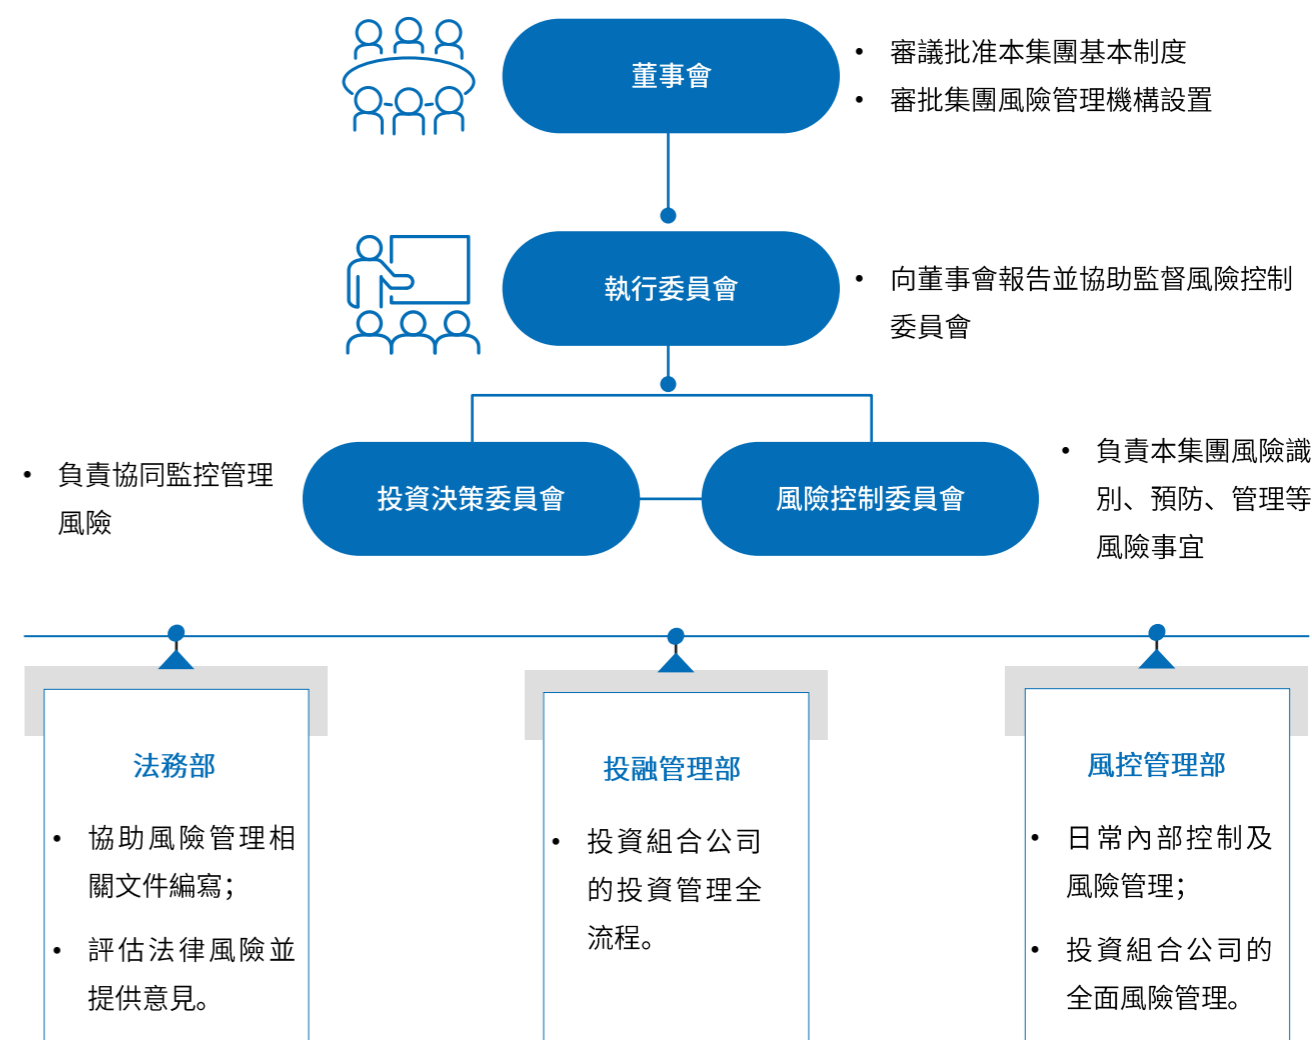 董事會
• 審議批准本集團基本制度
• 審批集團風險管理機構設置
執行委員會
• 向董事會報告並協助監督風險控制
委員會
• 負責協同監控管理
風險
投資決策委員會
風險控制委員會
• 負責本集團風險識
別、預防、管理等
風險事宜
法務部
• 協助風險管理相
關文件編寫；
• 評估法律風險並
提供意見。
投融管理部
• 投資組合公司
的投資管理全
流程。
風控管理部
• 日常內部控制及
風險管理；
• 投資組合公司的
全面風險管理。